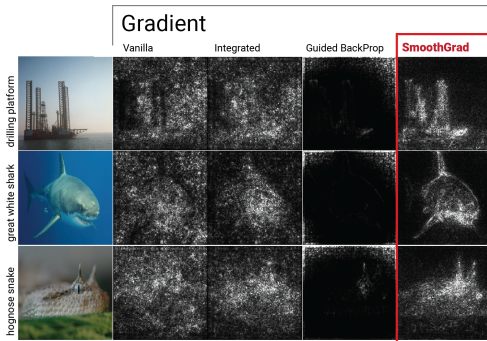 Gradient
Vanilla
Integrated
Guided BackProp
SmoothGrad
drilling platform
great white shark
hognose snake